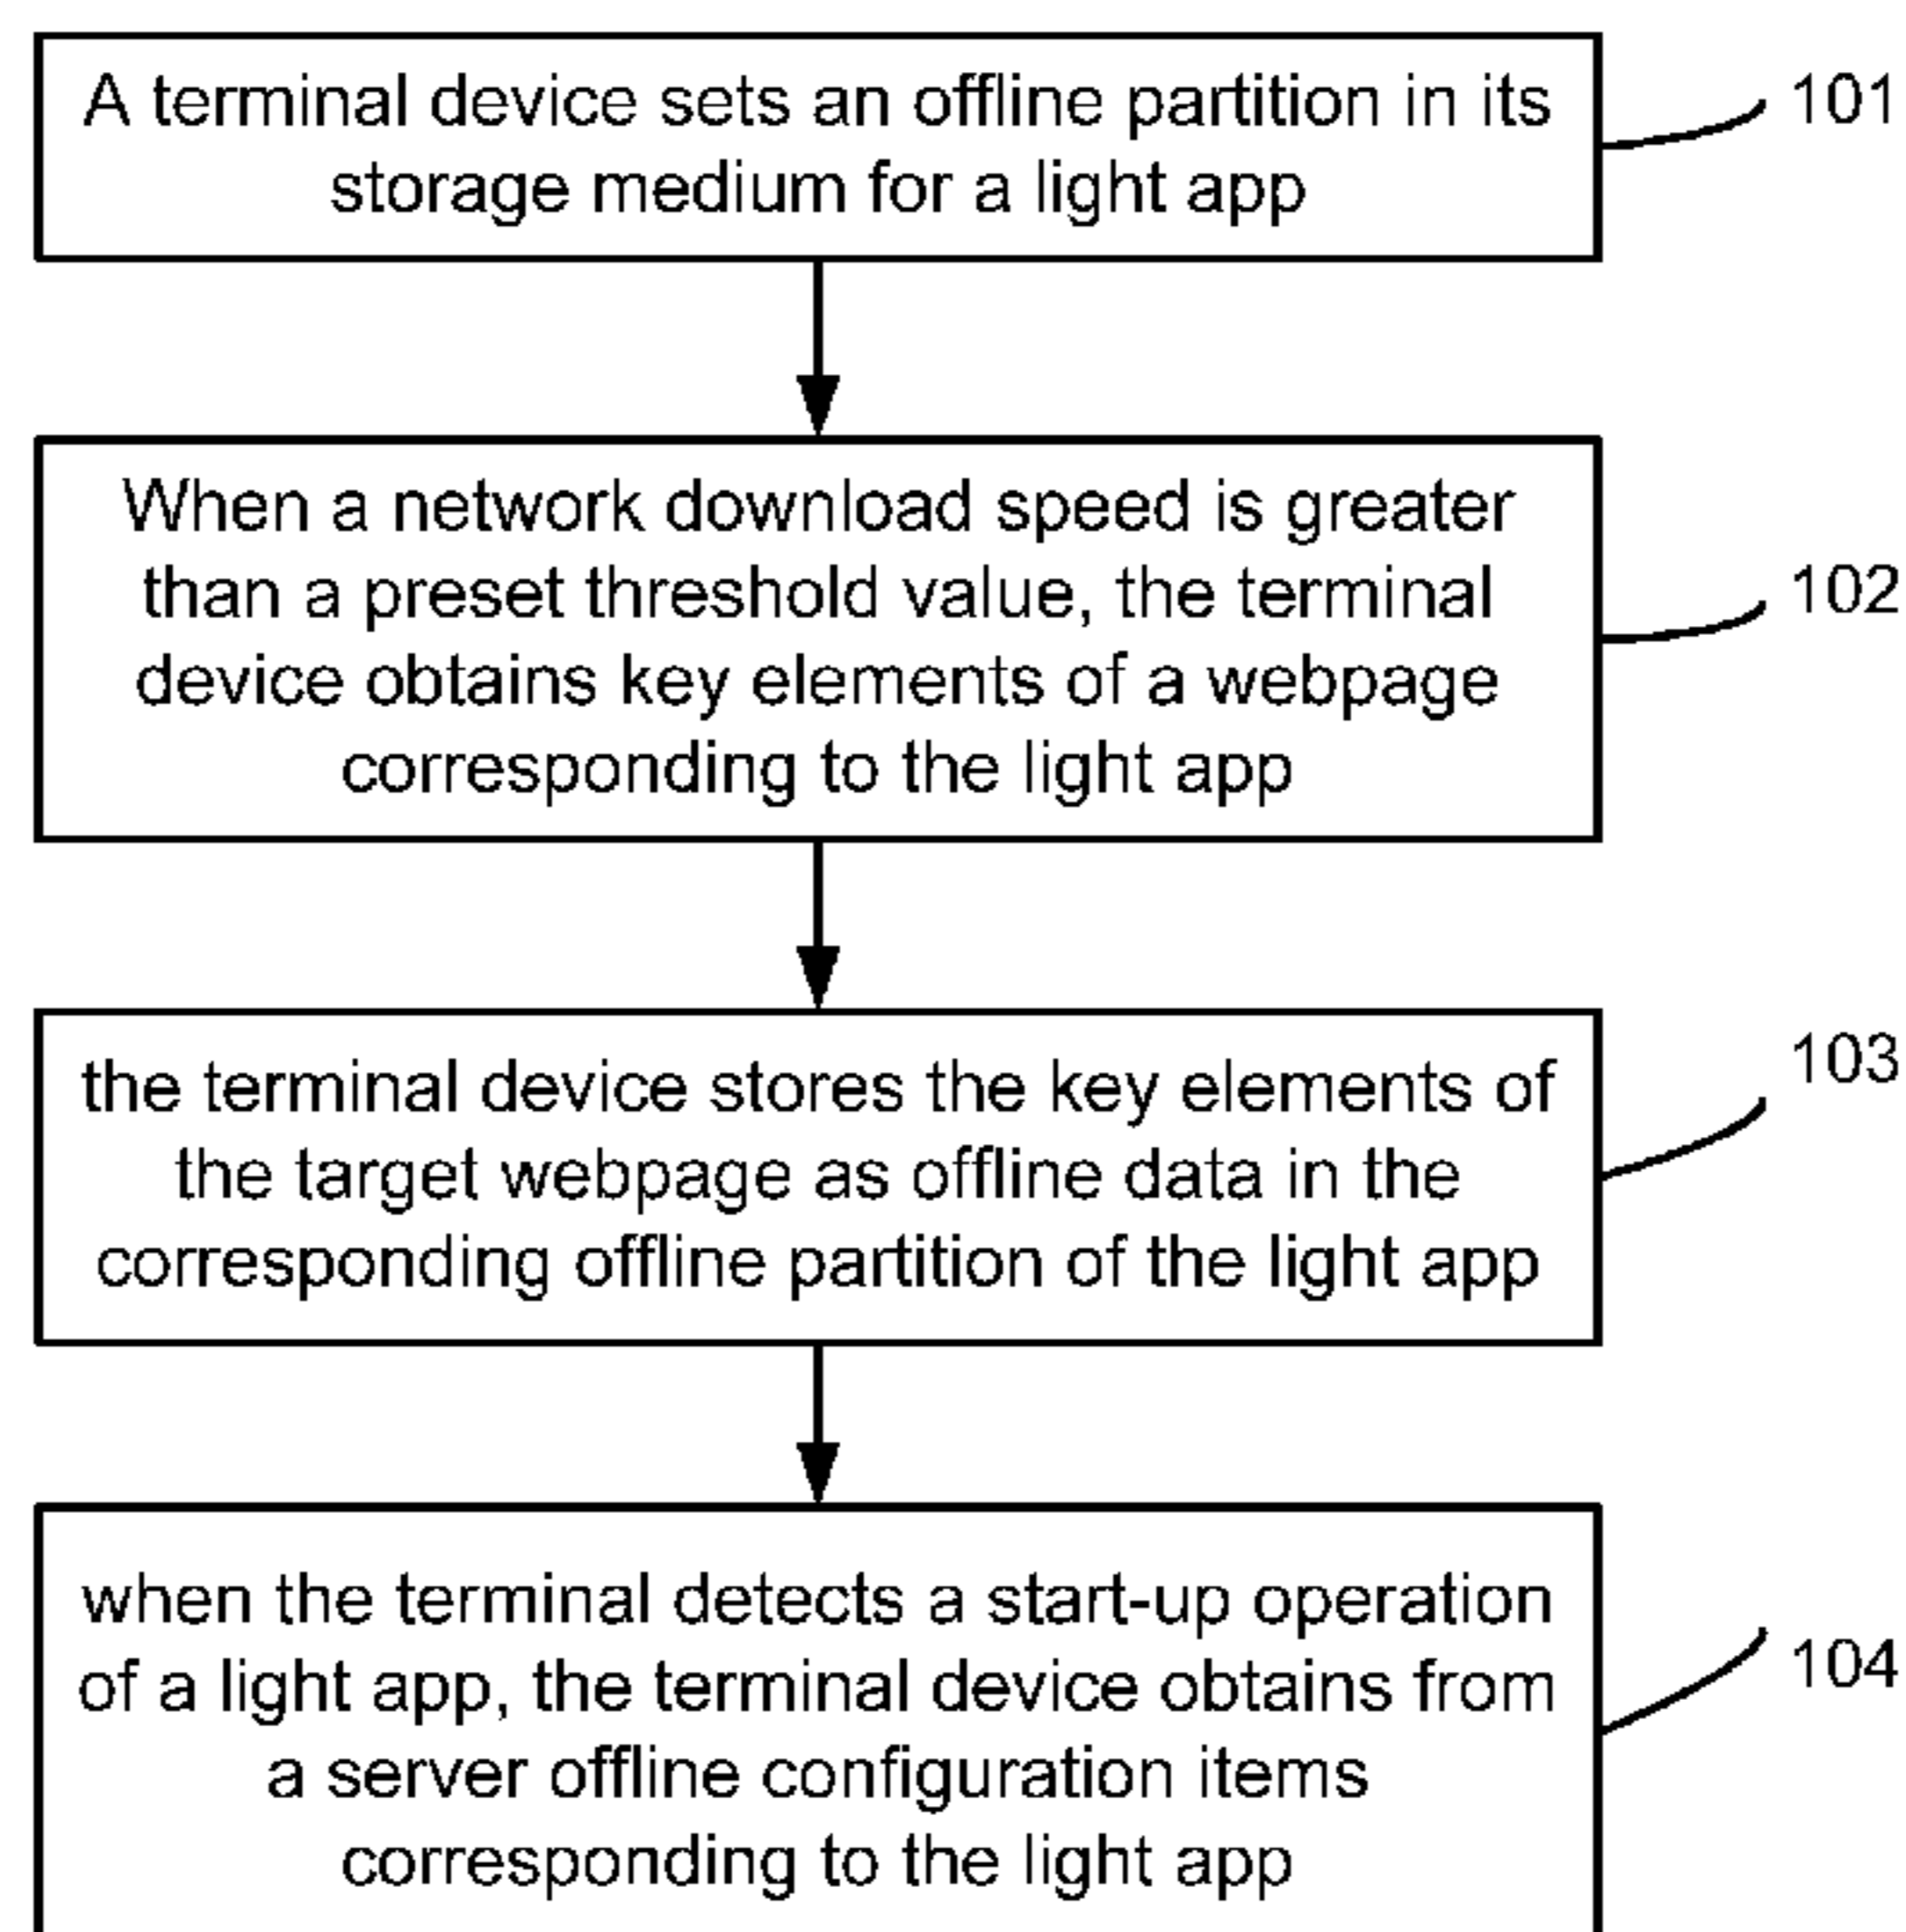 A terminal device sets an offline partition in its
storage medium for a light app
101
When a network download speed is greater
than a preset threshold value, the terminal
device obtains key elements of a webpage
corresponding to the light app
102
the terminal device stores the key elements of
the target webpage as offline data in the
corresponding offline partition of the light app
103
when the terminal detects a start-up operation
of a light app, the terminal device obtains from
a server offline configuration items
corresponding to the light app
104